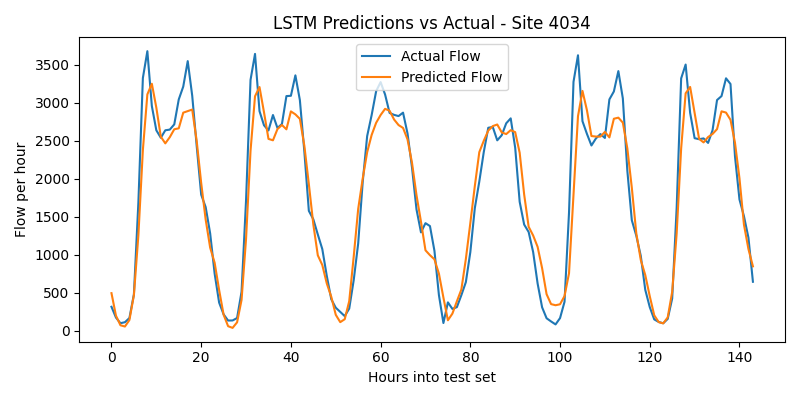 LSTM Predictions vs Actual - Site 4034
Actual Flow
Predicted Flow
Flow per hour
3500
3000
2500
2000
1500
1000
500
0
0 20 40 60 80 100 120 140
Hours into test set